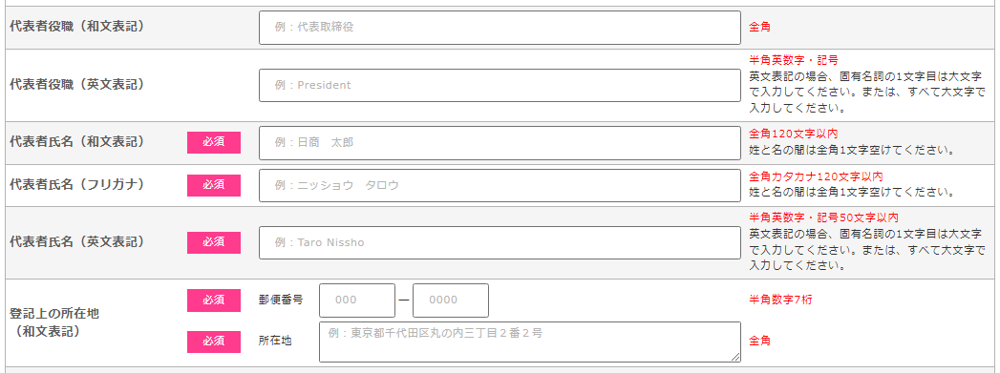 代表者役職（和文表記）
例：代表取締役
全角
代表者役職（英文表記）
例：President
半角英数字・記号
英文表記の場合、固有名詞の1文字目は大文字
で入力してください。または、すべて大文字で
入力してください。
代表者氏名（和文表記）
必須
例：日商　太郎
全角120文字以内
姓と名の間は全角1文字空けてください。
代表者氏名（フリガナ）
必須
例：ニッショウ　タロウ
全角カタカナ120文字以内
姓と名の間は全角1文字空けてください。
代表者氏名（英文表記）
必須
例：Taro Nissho
半角英数字・記号50文字以内
英文表記の場合、固有名詞の1文字目は大文字
で入力してください。または、すべて大文字で
入力してください。
登記上の所在地
（和文表記）
必須
郵便番号
000
—
0000
半角数字7桁
必須
所在地
例：東京都千代田区丸の内三丁目２番２号
全角